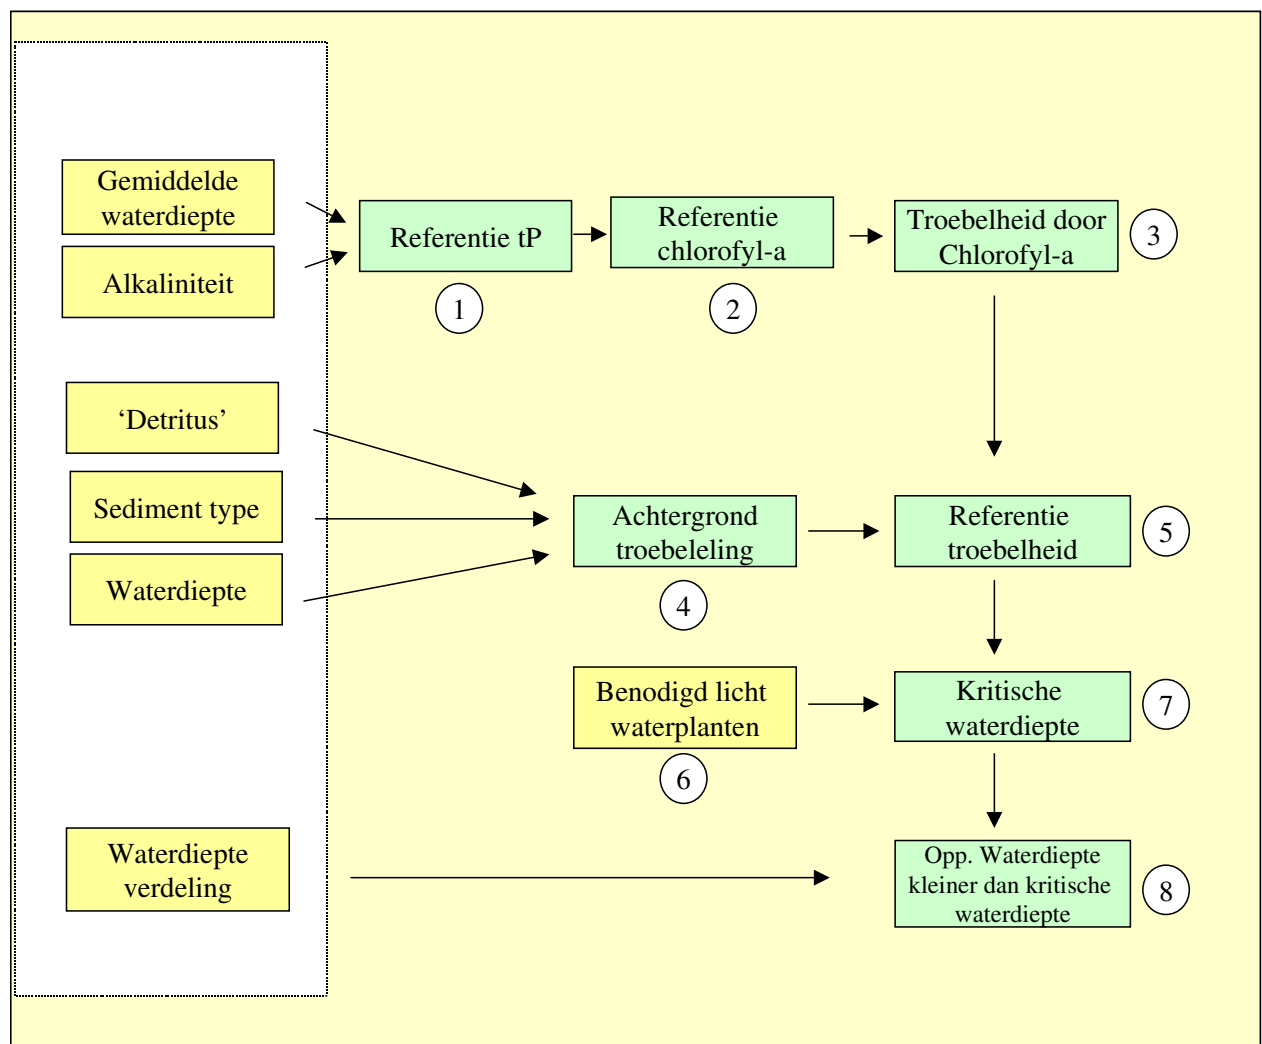 Gemiddelde
waterdiepte
Alkaliniteit
Referentie tP
1
Referentie
chlorofyl-a
2
Troebelheid door
Chlorofyl-a
3
‘Detritus’
Sediment type
Waterdiepte
Achtergrond
troebeleling
4
Referentie
troebelheid
5
Benodigd licht
waterplanten
6
Kritische
waterdiepte
7
Waterdiepte
verdeling
Opp. Waterdiepte
kleiner dan kritische
waterdiepte
8